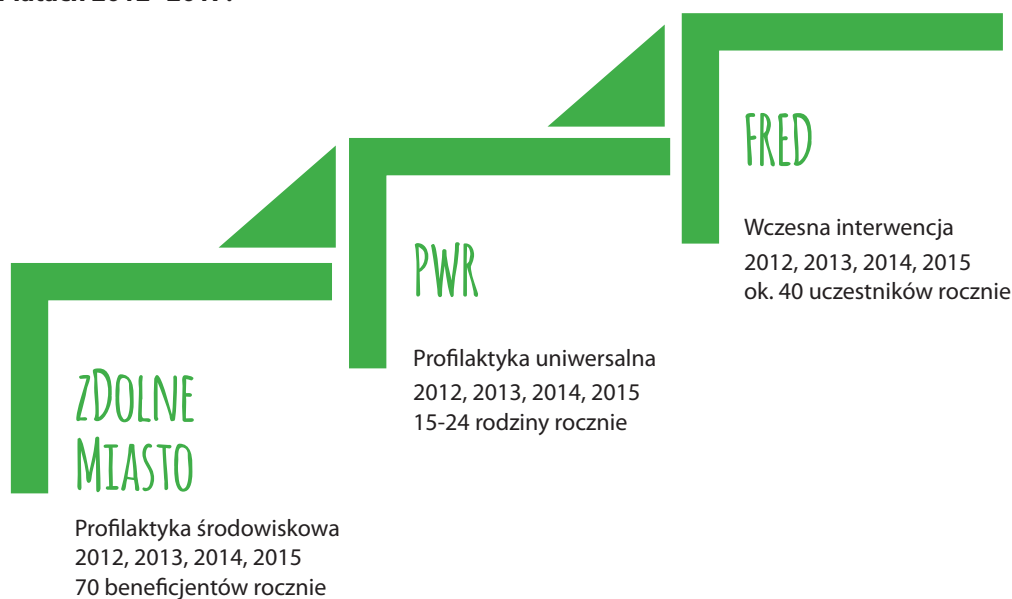 FRED
Wczesna interwencja
2012, 2013, 2014, 2015
ok. 40 uczestników rocznie
PWR
Profilaktyka uniwersalna
2012, 2013, 2014, 2015
15-24 rodziny rocznie
zDolne
Miasto
Profilaktyka środowiskowa
2012, 2013, 2014, 2015
70 beneficjentów rocznie